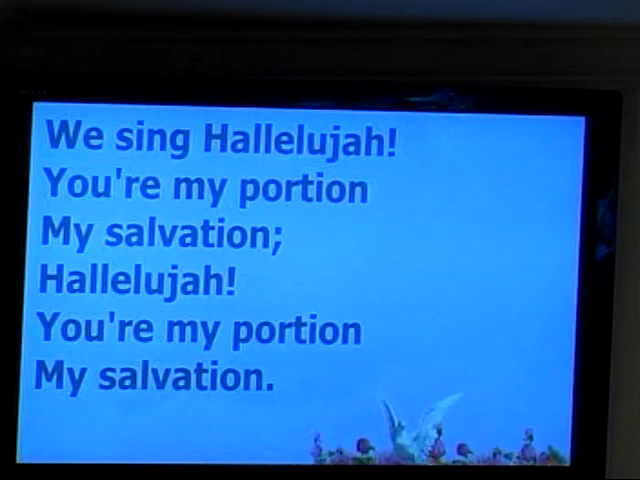 We sing Hallelujah!
You're my portion
My salvation;
Hallelujah!
You're my portion
My salvation.